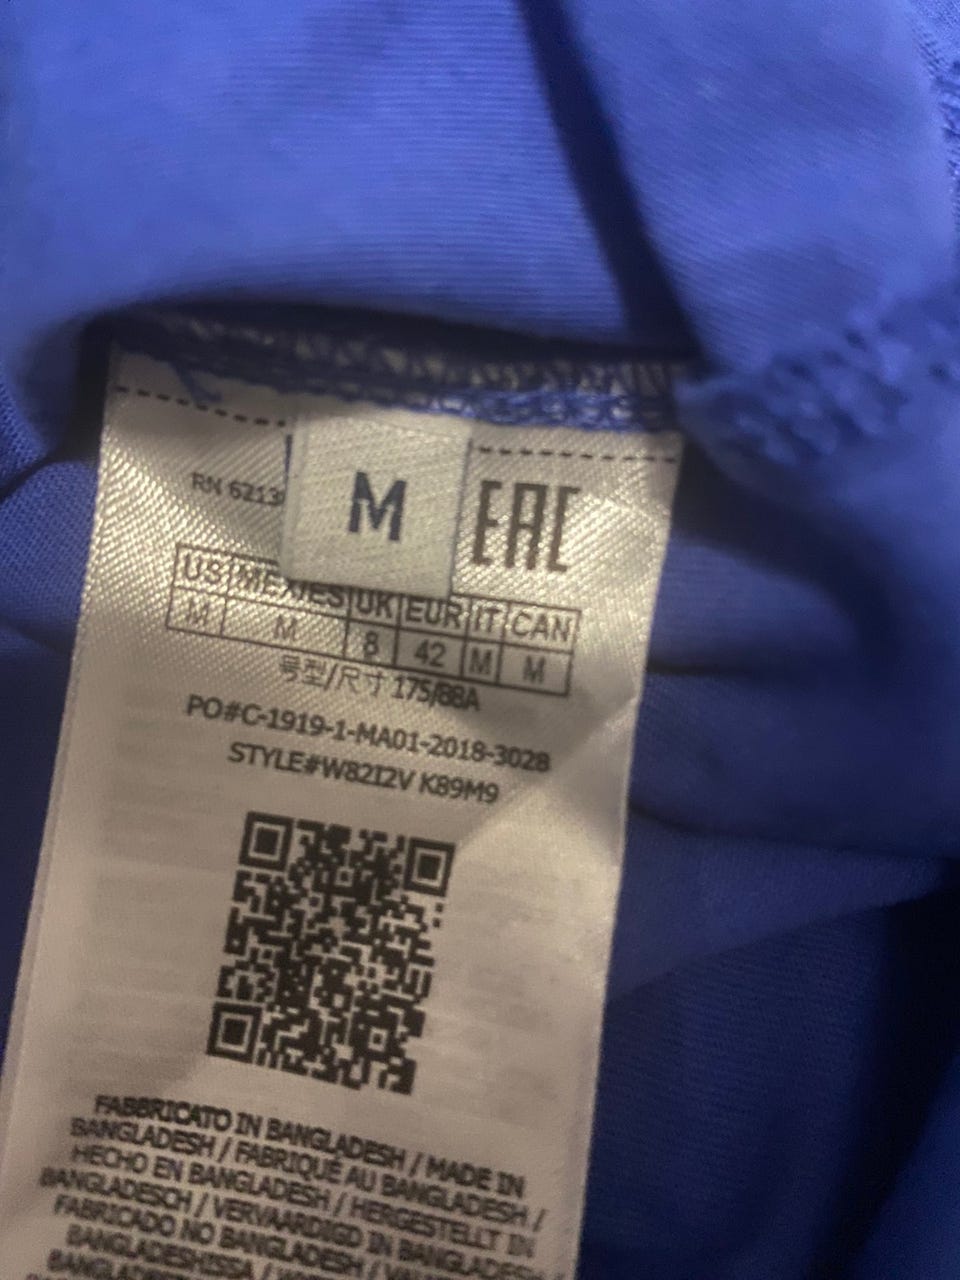 M
RN 6213
EAC
US MEX/ES UK EUR IT CAN
M M 8 42 M M
号型/尺寸 175/88A
PO#C-1919-1-MA01-2018-3028
STYLE#W82I2V K89M9
FABBRICATO IN BANGLADESH / MADE IN
BANGLADESH / FABRIQUÉ AU BANGLADESH /
HECHO EN BANGLADESH / HERGESTELLT IN
BANGLADESCH / VERVAARDIGD IN BANGLADESH /
FABRICADO NO BANGLADESH /
BANGLADESHISSA /